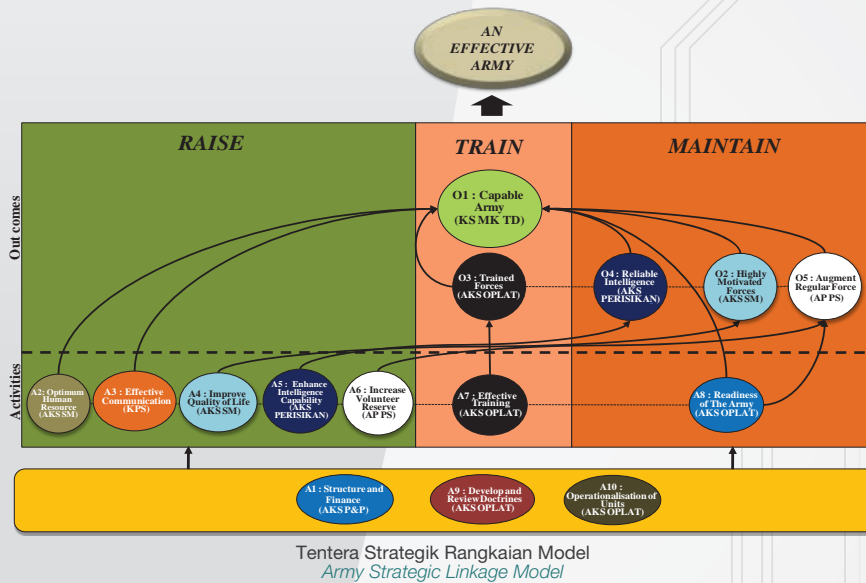 AN
EFFECTIVE
ARMY
RAISE
TRAIN
MAINTAIN
Out comes
O1 : Capable
Army
(KS MK TD)
O3 : Trained
Forces
(AKS OPLAT)
O4 : Reliable
Intelligence
(AKS
PERISIKAN)
O2 : Highly
Motivated
Forces
(AKS SM)
O5 : Augment
Regular Force
(AP PS)
Activities
A2: Optimum
Human
Resource
(AKS SM)
A3 : Effective
Communication
(KPS)
A4 : Improve
Quality of Life
(AKS SM)
A5 : Enhance
Intelligence
Capability
(AKS
PERISIKAN)
A6 : Increase
Volunteer
Reserve
(AP PS)
A7 : Effective
Training
(AKS OPLAT)
A8 : Readiness
of The Army
(AKS OPLAT)
A1 : Structure and
Finance
(AKS P&P)
A9 : Develop and
Review Doctrines
(AKS OPLAT)
A10 :
Operationalisation of
Units
(AKS OPLAT)
Tentera Strategik Rangkaian Model
Army Strategic Linkage Model